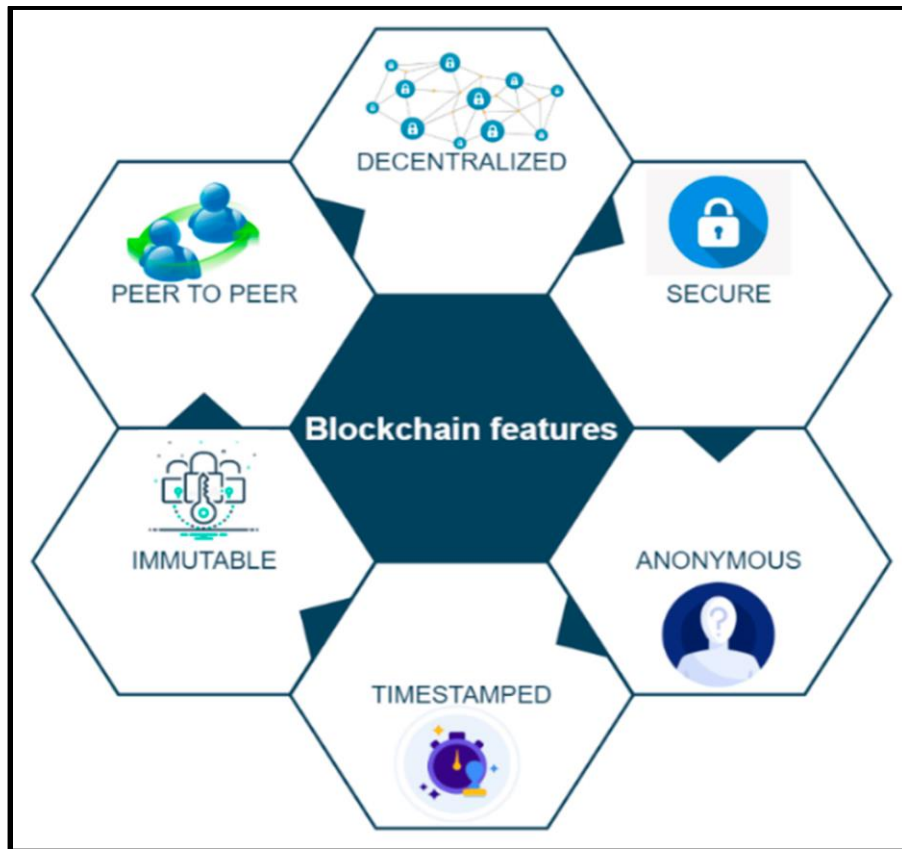 DECENTRALIZED
PEER TO PEER
SECURE
Blockchain features
IMMUTABLE
ANONYMOUS
TIMESTAMPED